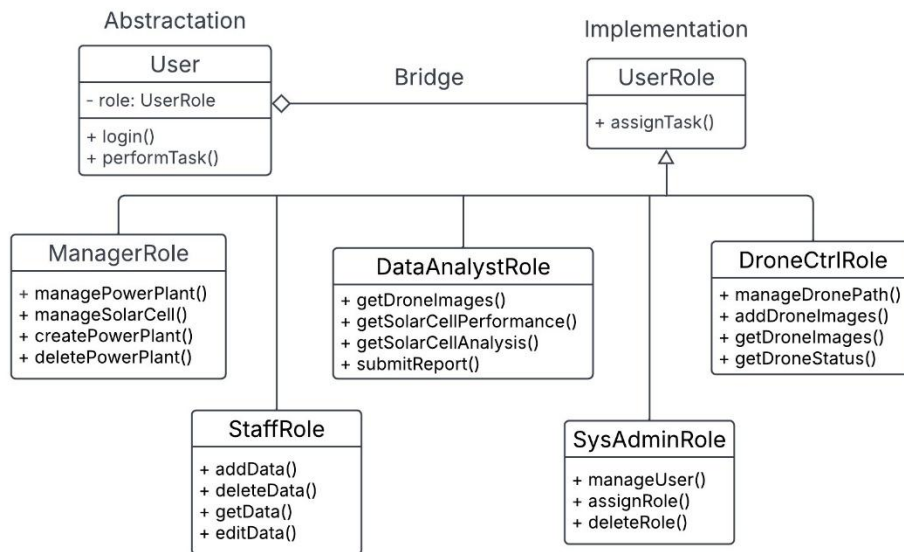 Abstractation
Implementation
User
- role: UserRole
+ login()
+ performTask()
Bridge
UserRole
+ assignTask()
ManagerRole
+ managePowerPlant()
+ manageSolarCell()
+ createPowerPlant()
+ deletePowerPlant()
DataAnalystRole
+ getDroneImages()
+ getSolarCellPerformance()
+ getSolarCellAnalysis()
+ submitReport()
DroneCtrlRole
+ manageDronePath()
+ addDroneImages()
+ getDroneImages()
+ getDroneStatus()
StaffRole
+ addData()
+ deleteData()
+ getData()
+ editData()
SysAdminRole
+ manageUser()
+ assignRole()
+ deleteRole()